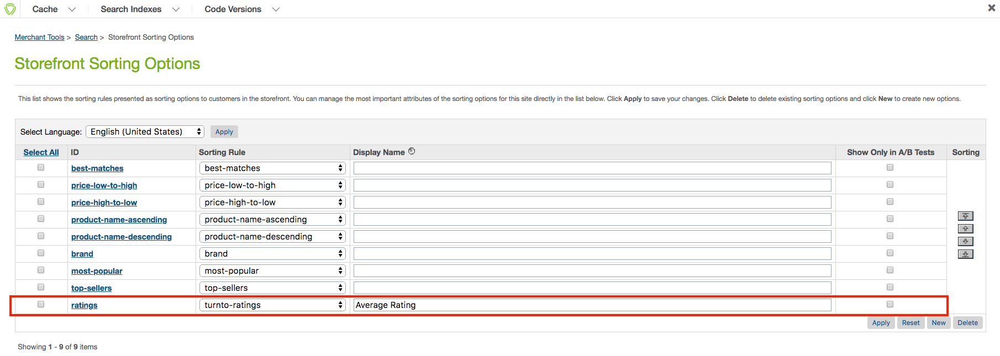 Cache Search Indexes Code Versions
Merchant Tools > Search > Storefront Sorting Options
Storefront Sorting Options
This list shows the sorting rules presented as sorting options to customers in the storefront. You can manage the most important attributes of the sorting options for this site directly in the list below. Click Apply to save your changes. Click Delete to delete existing sorting options and click New to create new options.
Select Language: English (United States) Apply
Select All ID Sorting Rule Display Name Show Only in A/B Tests Sorting
best-matches best-matches
price-low-to-high price-low-to-high
price-high-to-low price-high-to-low
product-name-ascending product-name-ascending
product-name-descending product-name-descending
brand brand
most-popular most-popular
top-sellers top-sellers
ratings turnto-ratings Average Rating
Apply Reset New Delete
Showing 1 - 9 of 9 items